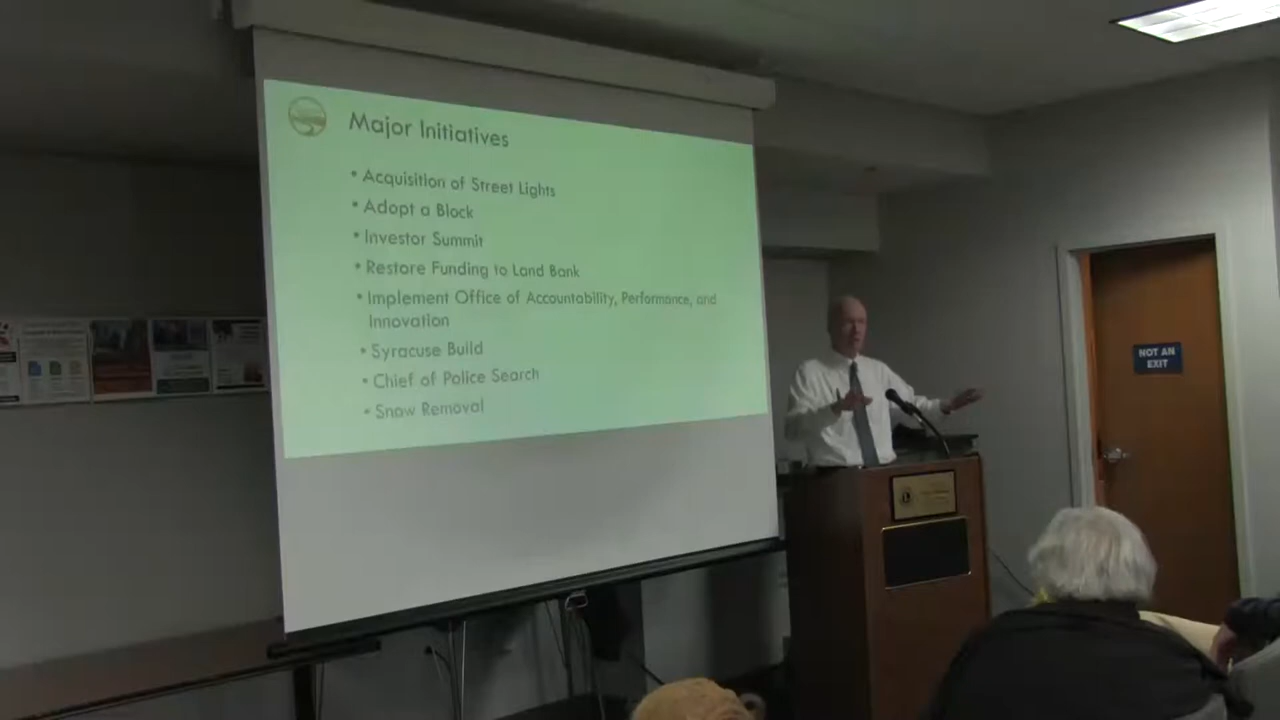 Major Initiatives
• Acquisition of Street Lights
• Adopt a Block
• Investor Summit
• Restore Funding to Land Bank
• Implement Office of Accountability, Performance, and
Innovation
• Syracuse Build
• Chief of Police Search
• Snow Removal
NOT AN
EXIT